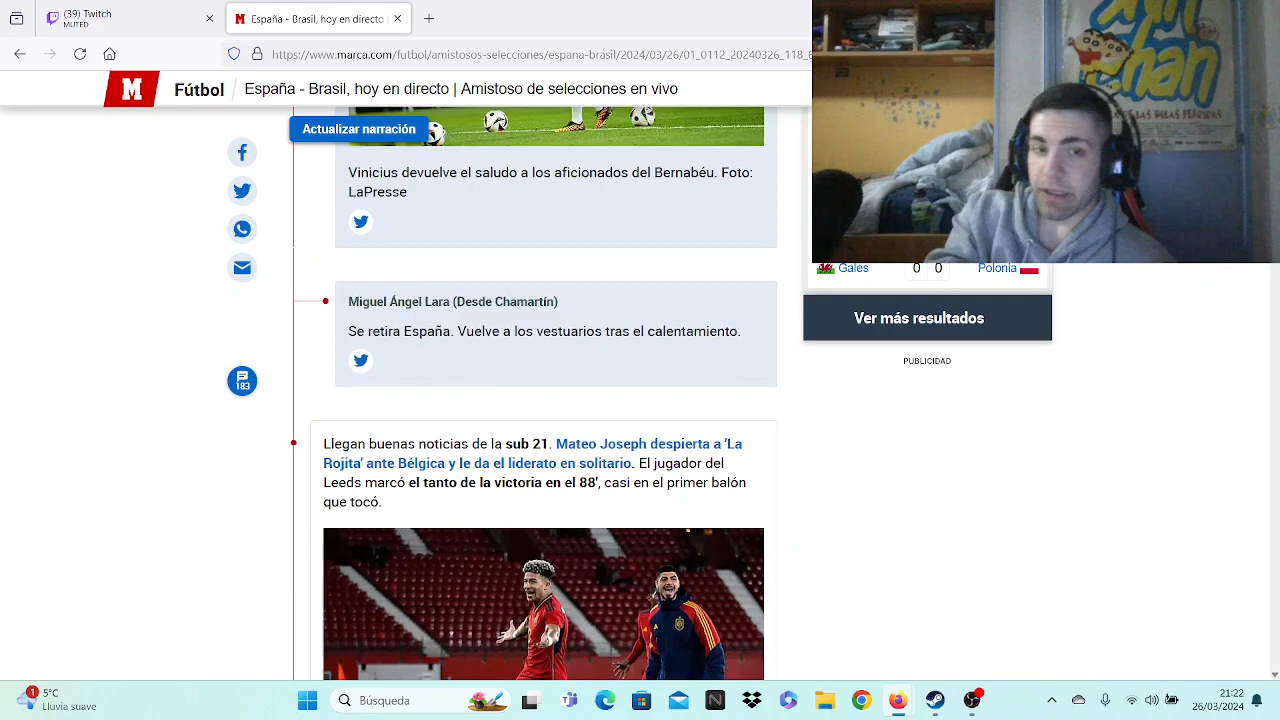 (39) Twitch
MUTED
M España - Brasil, hoy en directo |
https://www.marca.com/futbol/amistosos-selecciones/espana-brasil/2024/03/26/01_0112_20240326_118_
M Fútbol España - Brasil, hoy en directo | Amistoso de selecciones en vivo
Actualizar narración
Vinicius devuelve el saludo a los aficionados del Bernabéu. Foto:
LaPresse
Gales 0 0 Polonia
Ver más resultados
PUBLICIDAD
Miguel Ángel Lara (Desde Chamartín)
Se retira España. Vuelve a los vestuarios tras el calentamiento.
183
Llegan buenas noticias de la sub 21. Mateo Joseph despierta a 'La
Rojita' ante Bélgica y le da el liderato en solitario. El jugador del
Leeds marcó el tanto de la victoria en el 88', casi en el primer balón
que tocó.
1
5°C
Lluvia suave
Búsqueda
21:22
26/03/2024